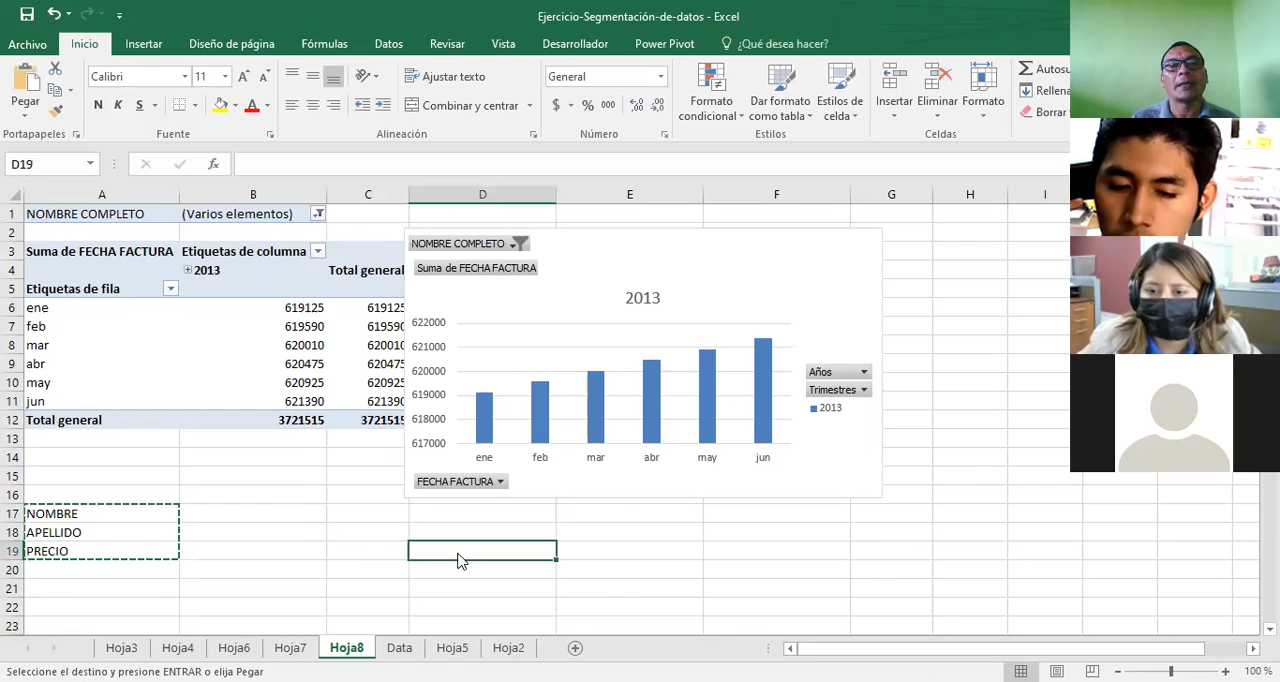 Ejercicio-Segmentación-de-datos - Excel
Archivo Inicio Insertar Diseño de página Fórmulas Datos Revisar Vista Desarrollador Power Pivot ¿Qué desea hacer?
Pegar
Calibri 11
N K S
Ajustar texto
Combinar y centrar
General
$ % 000
Formato condicional
Dar formato como tabla
Estilos de celda
Insertar Eliminar Formato
Autosu
Rellena
Borrar
Portapapeles Fuente Alineación Número Estilos Celdas
D19 fx
A B C D E F G H I
1 NOMBRE COMPLETO (Varios elementos)
2
3 Suma de FECHA FACTURA Etiquetas de columna
4 2013 Total general
5 Etiquetas de fila
6 ene 619125 619125
7 feb 619590 619590
8 mar 620010 620010
9 abr 620475 620475
10 may 620925 620925
11 jun 621390 621390
12 Total general 3721515 3721515
13
14
15
16
17 NOMBRE
18 APELLIDO
19 PRECIO
20
21
22
23
NOMBRE COMPLETO
Suma de FECHA FACTURA
2013
622000
621000
620000
619000
618000
617000
ene feb mar abr may jun
Años
Trimestres
2013
FECHA FACTURA
Hoja3 Hoja4 Hoja6 Hoja7 Hoja8 Data Hoja5 Hoja2
Seleccione el destino y presione ENTRAR o elija Pegar
100 %